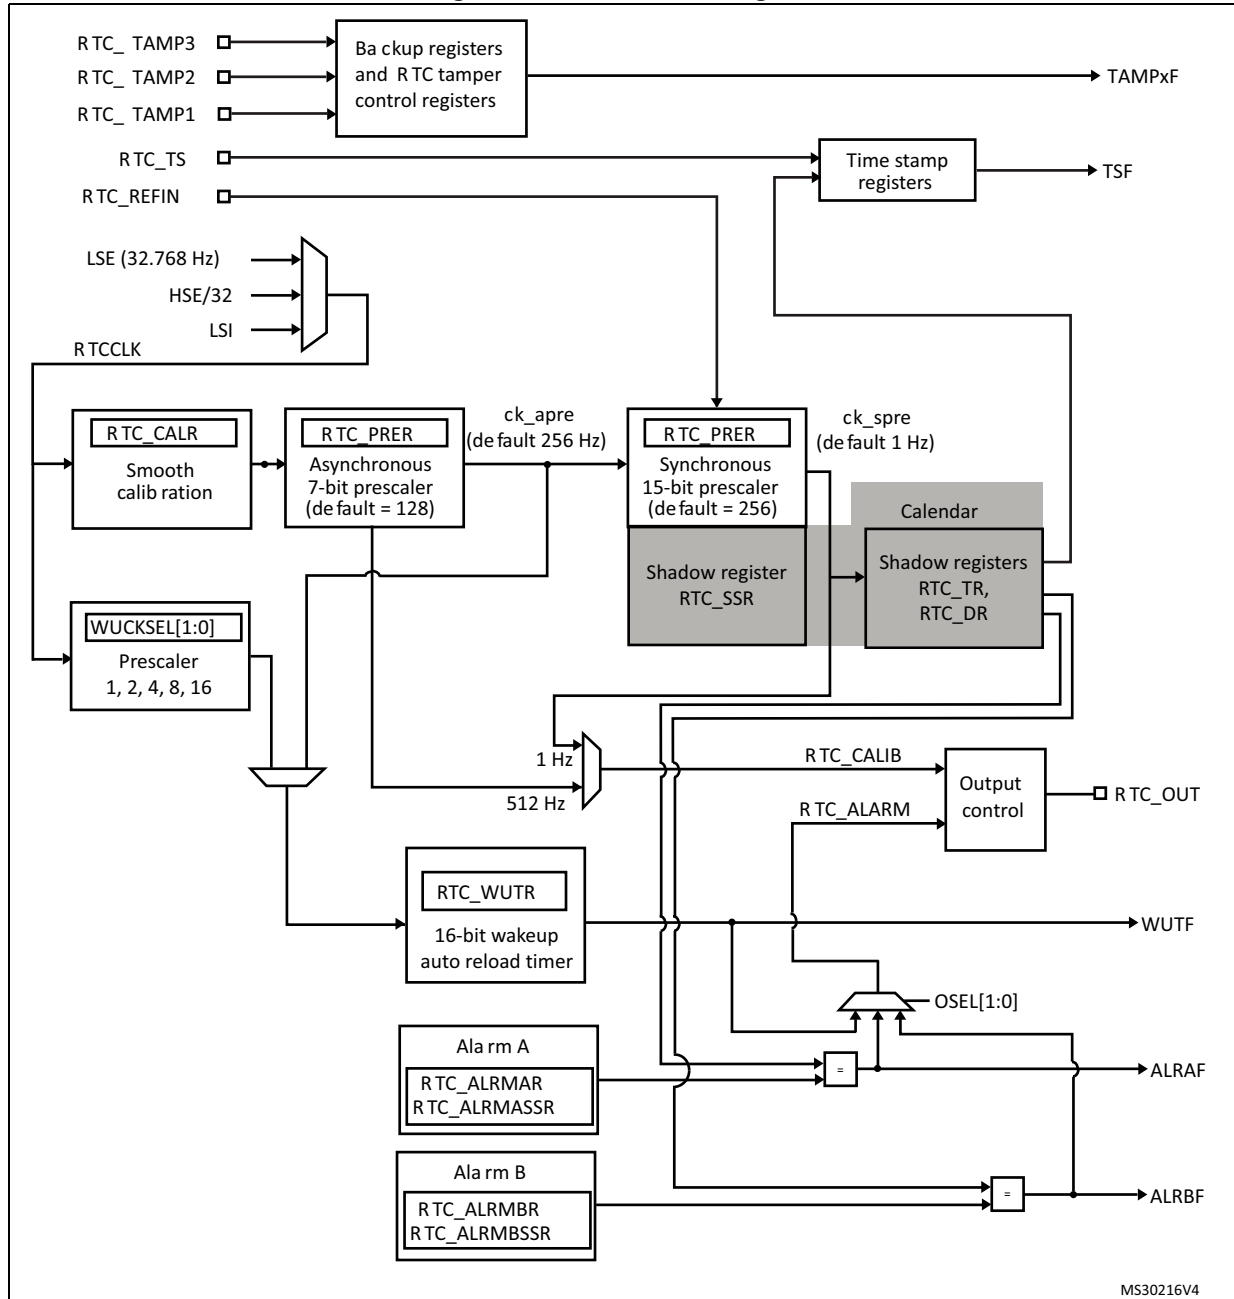 RTC_TAMP3
RTC_TAMP2
RTC_TAMP1
Backup registers
and RTC tamper
control registers
TAMPxF
RTC_TS
RTC_REFIN
Time stamp
registers
TSF
LSE (32.768 Hz)
HSE/32
LSI
RTCCLK
RTC_CALR
Smooth
calibration
RTC_PRER
Asynchronous
7-bit prescaler
(default = 128)
ck_apre
(default 256 Hz)
RTC_PRER
Synchronous
15-bit prescaler
(default = 256)
ck_spre
(default 1 Hz)
Calendar
Shadow register
RTC_SSR
Shadow registers
RTC_TR,
RTC_DR
WUCKSEL[1:0]
Prescaler
1, 2, 4, 8, 16
1 Hz
512 Hz
RTC_CALIB
RTC_ALARM
Output
control
RTC_OUT
RTC_WUTR
16-bit wakeup
auto reload timer
WUTF
OSEL[1:0]
Alarm A
RTC_ALRMAR
RTC_ALRMASSR
=
ALRAF
Alarm B
RTC_ALRMBR
RTC_ALRMBSSR
=
ALRBF
MS30216V4